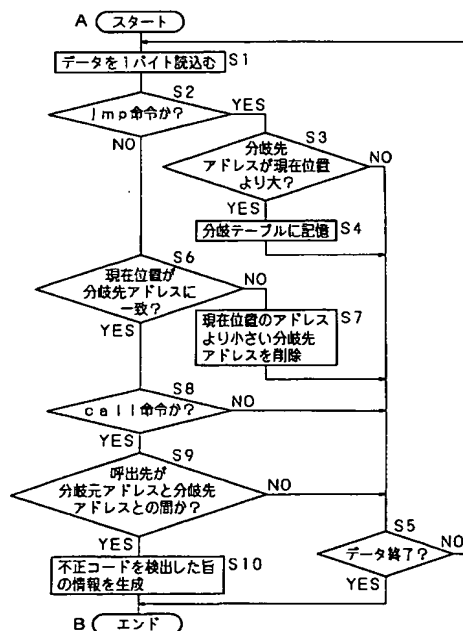 A スタート
データを1バイト読込む S1
S2
jmp命令か?
YES
NO
S3
分岐先
アドレスが現在位置
より大?
NO
YES
分岐テーブルに記憶 S4
S6
現在位置が
分岐先アドレスに
一致?
NO
YES
現在位置のアドレス
より小さい分岐先
アドレスを削除
S7
S8
call命令か?
NO
YES
S9
呼出先が
分岐元アドレスと分岐先
アドレスとの間か?
NO
YES
S5
データ終了?
NO
YES
不正コードを検出した旨
の情報を生成
S10
B エンド